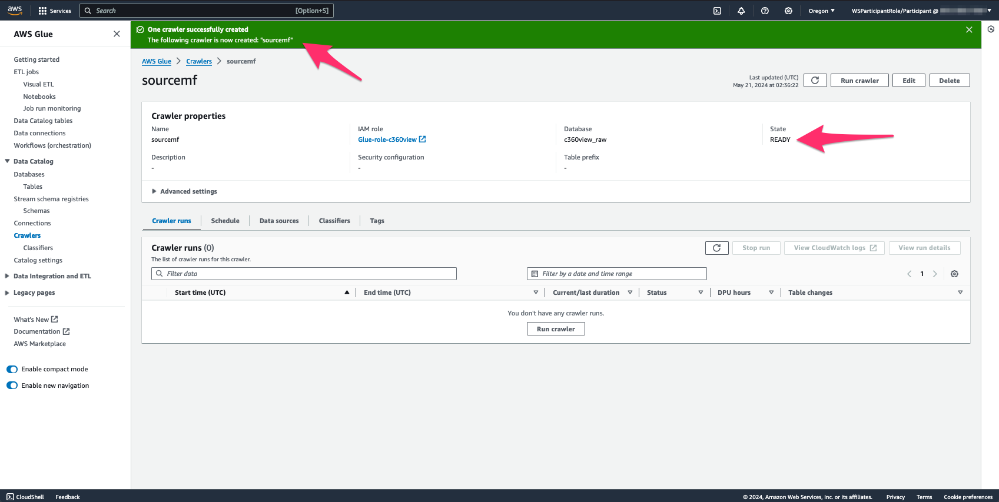 aws
Services
Search
[Option+S]
Oregon
WSParticipantRole/Participant @
AWS Glue
Getting started
ETL jobs
Visual ETL
Notebooks
Job run monitoring
Data Catalog tables
Data connections
Workflows (orchestration)
Data Catalog
Databases
Tables
Stream schema registries
Schemas
Connections
Crawlers
Classifiers
Catalog settings
Data Integration and ETL
Legacy pages
What's New
Documentation
AWS Marketplace
Enable compact mode
Enable new navigation
One crawler successfully created
The following crawler is now created: "sourcemf"
AWS Glue
Crawlers
sourcemf
sourcemf
Last updated (UTC)
May 21, 2024 at 02:36:22
Run crawler
Edit
Delete
Crawler properties
Name
sourcemf
IAM role
Glue-role-c360view
Database
c360view_raw
State
READY
Description
-
Security configuration
-
Table prefix
-
Advanced settings
Crawler runs
Schedule
Data sources
Classifiers
Tags
Crawler runs (0)
The list of crawler runs for this crawler.
Stop run
View CloudWatch logs
View run details
Filter data
Filter by a date and time range
1
Start time (UTC)
End time (UTC)
Current/last duration
Status
DPU hours
Table changes
You don't have any crawler runs.
Run crawler
CloudShell
Feedback
© 2024, Amazon Web Services, Inc. or its affiliates.
Privacy
Terms
Cookie preferences